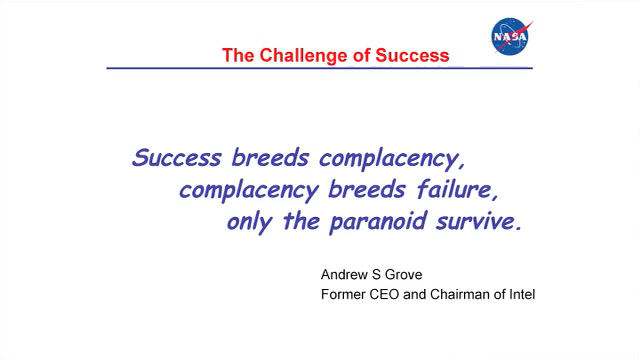 NASA
The Challenge of Success
Success breeds complacency,
complacency breeds failure,
only the paranoid survive.
Andrew S Grove
Former CEO and Chairman of Intel